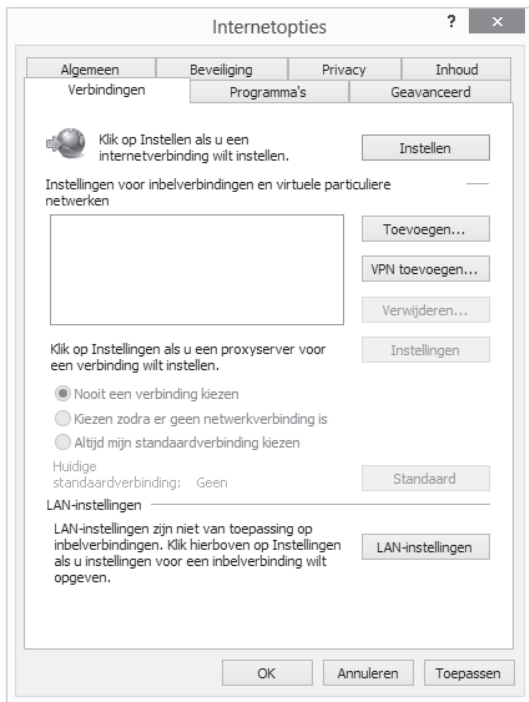 Internetopties
? ×
Algemeen Beveiliging Privacy Inhoud
Verbindingen Programma's Geavanceerd
Klik op Instellen als u een
internetverbinding wilt instellen.
Instellen
Instellingen voor inbelverbindingen en virtuele particuliere
netwerken
Toevoegen...
VPN toevoegen...
Verwijderen...
Klik op Instellingen als u een proxyserver voor
een verbinding wilt instellen.
Instellingen
Nooit een verbinding kiezen
Kiezen zodra er geen netwerkverbinding is
Altijd mijn standaardverbinding kiezen
Huidige
standaardverbinding: Geen
Standaard
LAN-instellingen
LAN-instellingen zijn niet van toepassing op
inbelverbindingen. Klik hierboven op Instellingen
als u instellingen voor een inbelverbinding wilt
opgeven.
LAN-instellingen
OK Annuleren Toepassen